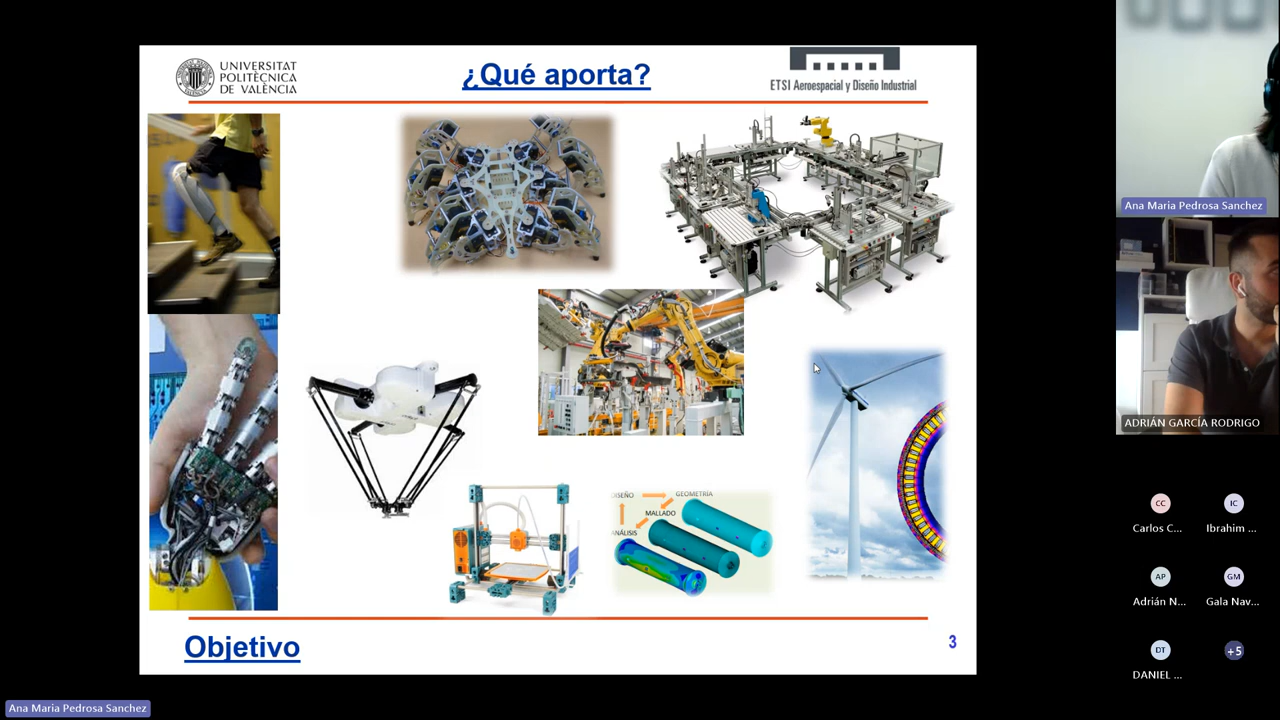 UNIVERSITAT
POLITÈCNICA
DE VALÈNCIA
¿Qué aporta?
ETSI Aeroespacial y Diseño Industrial
DISEÑO
GEOMETRÍA
MALLADO
ANÁLISIS
Objetivo
3
Ana Maria Pedrosa Sanchez
Ana Maria Pedrosa Sanchez
ADRIÁN GARCÍA RODRIGO
CC
IC
Carlos C...
Ibrahim ...
AP
GM
Adrián N...
Gala Nav...
DT
+5
DANIEL ...